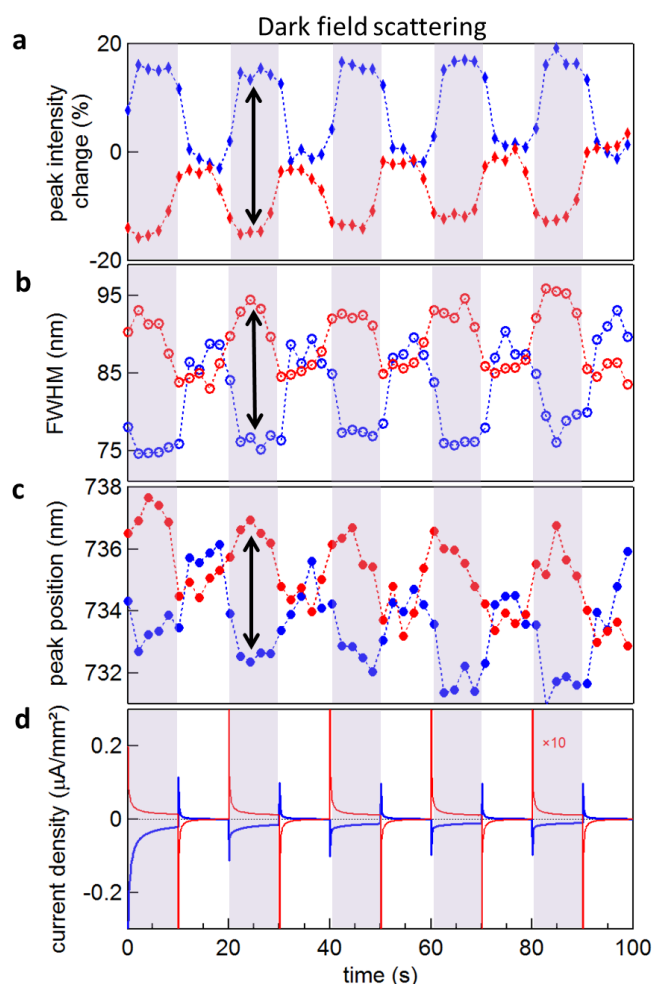 Dark field scattering
a
peak intensity
change (%)
20
0
-20
b
FWHM (nm)
95
85
75
c
peak position (nm)
738
736
734
732
d
current density (µA/mm²)
0.2
0
-0.2
×10
0
20
40
60
80
100
time (s)